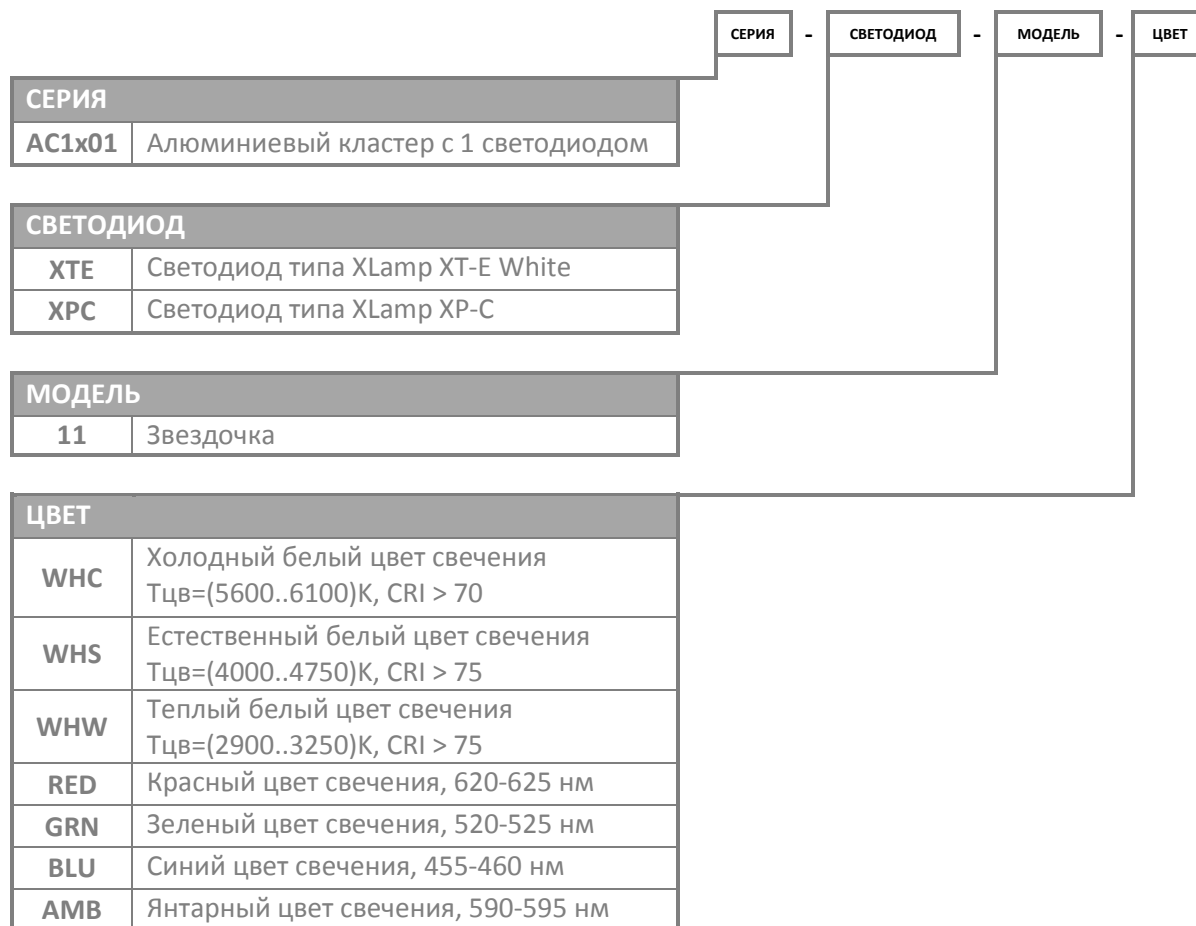 СЕРИЯ - СВЕТОДИОД - МОДЕЛЬ - ЦВЕТ
СЕРИЯ
AC1x01 Алюминиевый кластер с 1 светодиодом
СВЕТОДИОД
XTE Светодиод типа XLamp XT-E White
XPC Светодиод типа XLamp XP-C
МОДЕЛЬ
11 Звездочка
ЦВЕТ
WHC Холодный белый цвет свечения
Тцв=(5600..6100)K, CRI > 70
WHS Естественный белый цвет свечения
Тцв=(4000..4750)K, CRI > 75
WHW Теплый белый цвет свечения
Тцв=(2900..3250)K, CRI > 75
RED Красный цвет свечения, 620-625 нм
GRN Зеленый цвет свечения, 520-525 нм
BLU Синий цвет свечения, 455-460 нм
AMB Янтарный цвет свечения, 590-595 нм